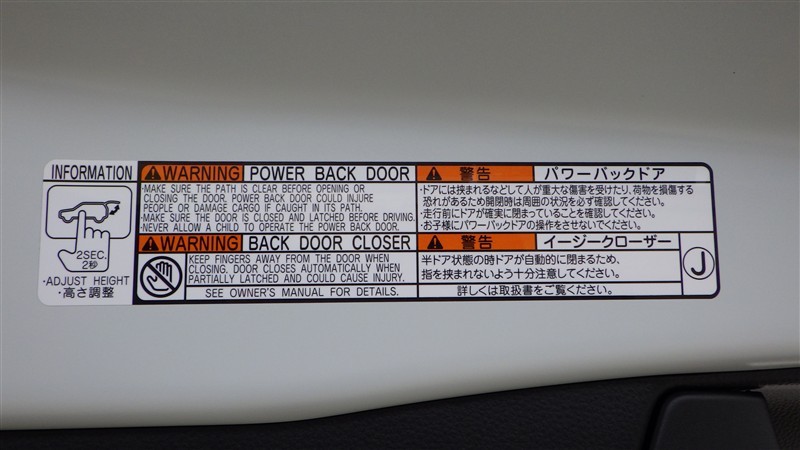 INFORMATION
2SEC.
2秒
·ADJUST HEIGHT
·高さ調整
WARNING POWER BACK DOOR
·MAKE SURE THE PATH IS CLEAR BEFORE OPENING OR
CLOSING THE DOOR. POWER BACK DOOR COULD INJURE
PEOPLE OR DAMAGE CARGO IF CAUGHT IN ITS PATH.
·MAKE SURE THE DOOR IS CLOSED AND LATCHED BEFORE DRIVING.
·NEVER ALLOW A CHILD TO OPERATE THE POWER BACK DOOR.
WARNING BACK DOOR CLOSER
KEEP FINGERS AWAY FROM THE DOOR WHEN
CLOSING. DOOR CLOSES AUTOMATICALLY WHEN
PARTIALLY LATCHED AND COULD CAUSE INJURY.
SEE OWNER'S MANUAL FOR DETAILS.
警告 パワーバックドア
·ドアには挟まれるなどして人が重大な傷害を受けたり、荷物を損傷する
恐れがあるため開閉時は周囲の状況を必ず確認してください。
·走行前にドアが確実に閉まっていることを確認してください。
·お子様にパワーバックドアの操作をさせないでください。
警告 イージークローザー
半ドア状態の時ドアが自動的に閉まるため、
指を挟まれないよう十分注意してください。
詳しくは取扱書をご覧ください。
J